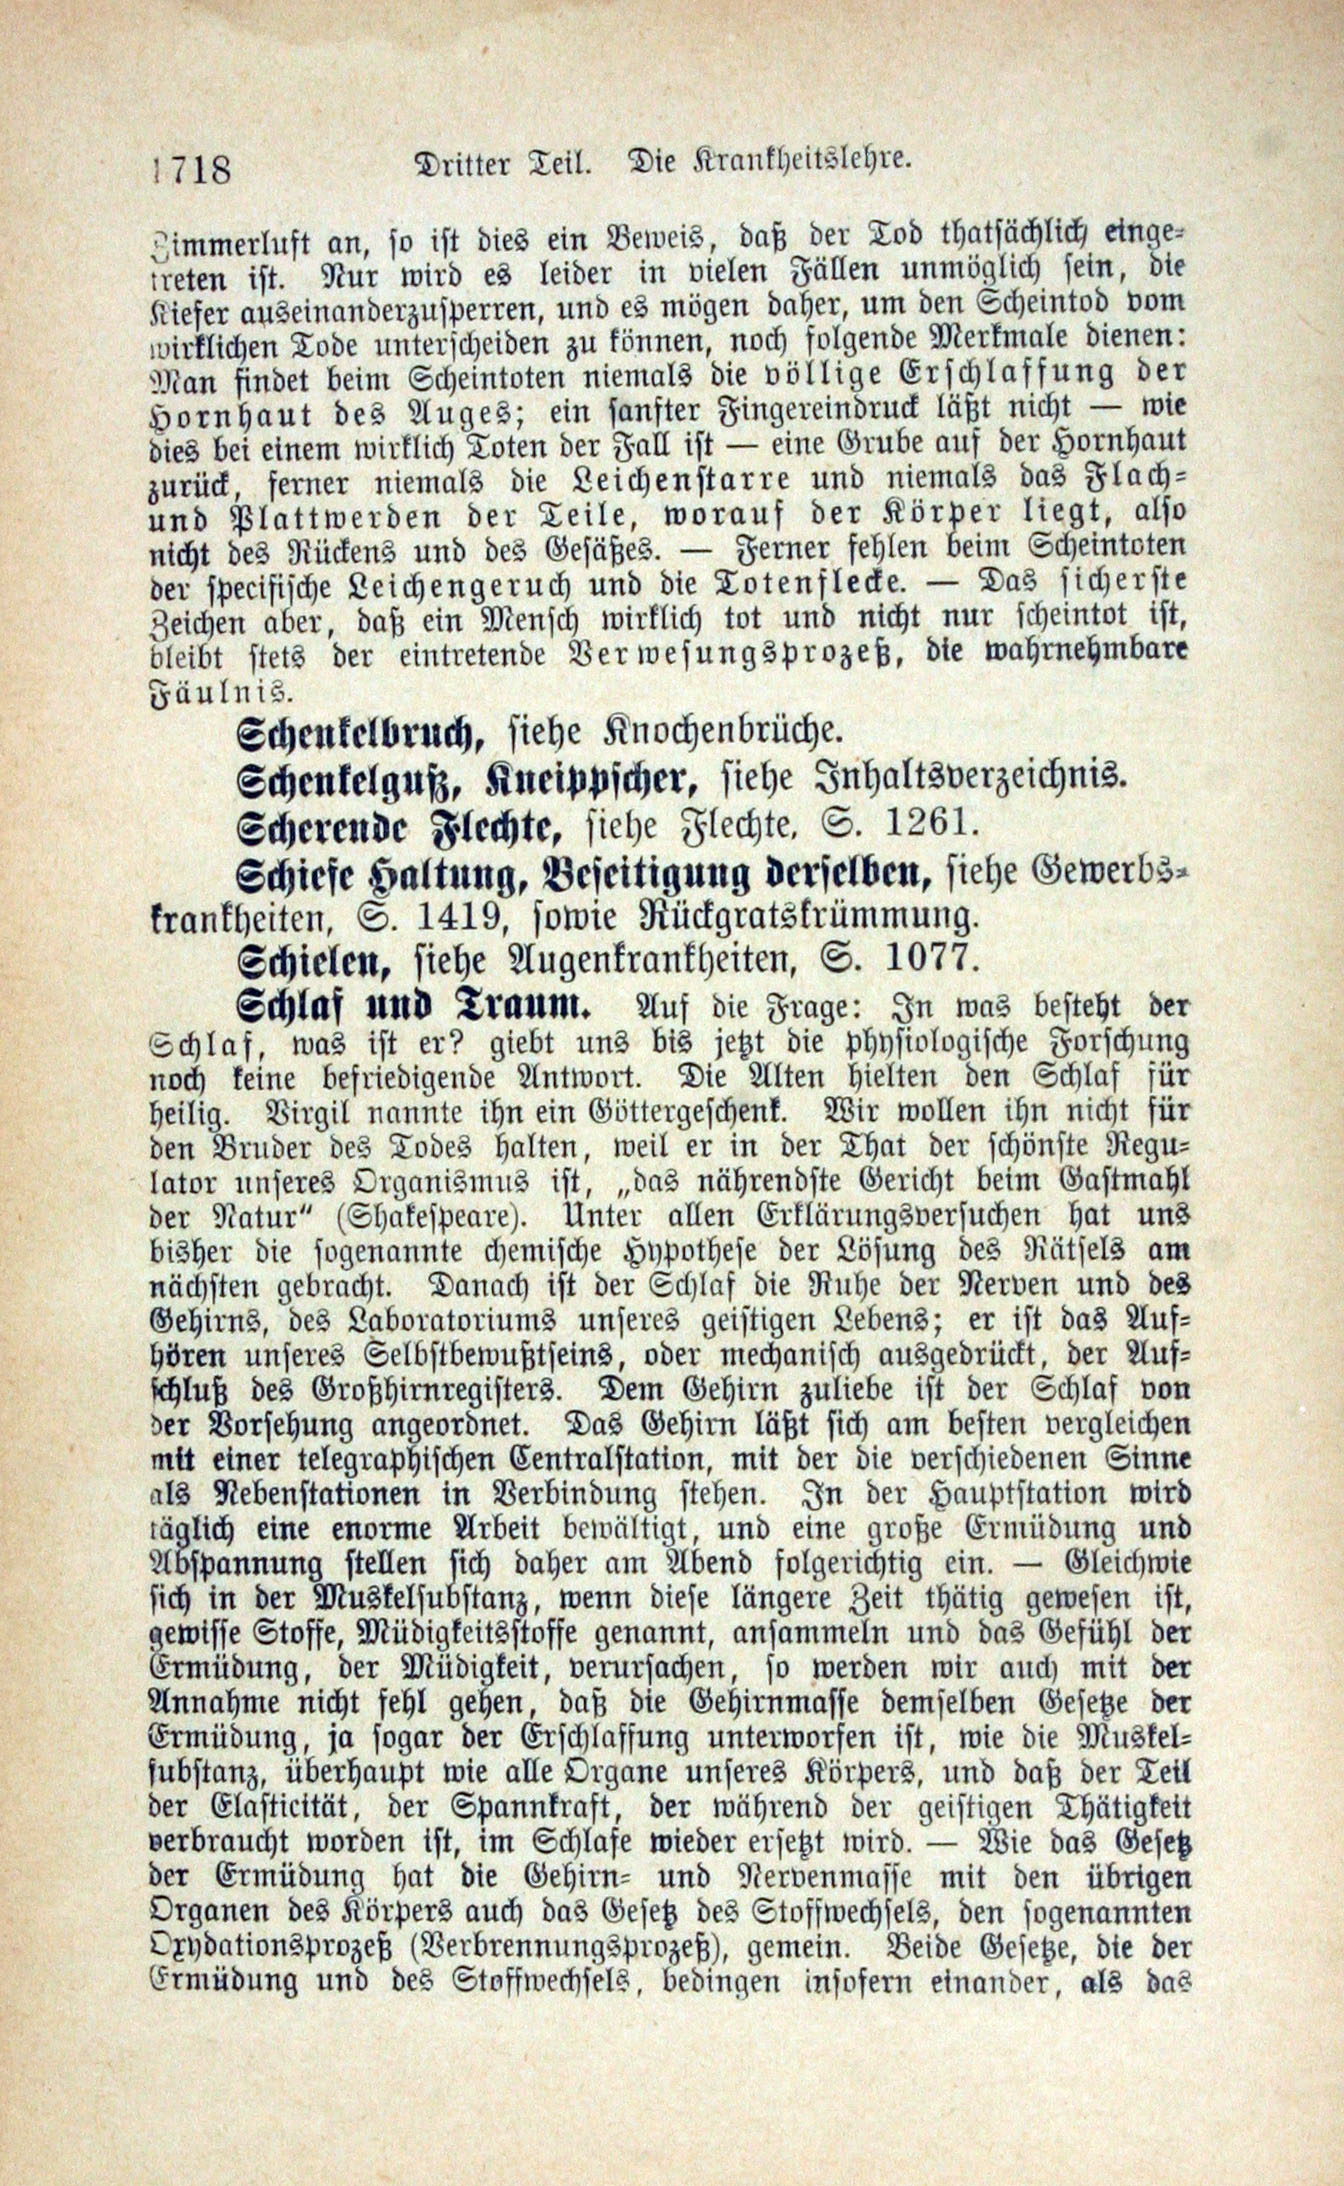 1718 Dritter Teil. Die Krankheitslehre.
Zimmerluft an, so ist dies ein Beweis, daß der Tod thatsächlich einge-
treten ist. Nur wird es leider in vielen Fällen unmöglich sein, die
Kiefer auseinanderzusperren, und es mögen daher, um den Scheintod vom
wirklichen Tode unterscheiden zu können, noch folgende Merkmale dienen:
Man findet beim Scheintoten niemals die völlige Erschlaffung der
Hornhaut des Auges; ein sanfter Fingereindruck läßt nicht — wie
dies bei einem wirklich Toten der Fall ist — eine Grube auf der Hornhaut
zurück, ferner niemals die Leichenstarre und niemals das Flach-
und Plattwerden der Teile, worauf der Körper liegt, also
nicht des Rückens und des Gesäßes. — Ferner fehlen beim Scheintoten
der specifische Leichengeruch und die Totenflecke. — Das sicherste
Zeichen aber, daß ein Mensch wirklich tot und nicht nur scheintot ist,
bleibt stets der eintretende Verwesungsprozeß, die wahrnehmbare
Fäulnis.
Schenkelbruch, siehe Knochenbrüche.
Schenkelguß, Kneippscher, siehe Inhaltsverzeichnis.
Scherende Flechte, siehe Flechte, S. 1261.
Schiefe Haltung, Beseitigung derselben, siehe Gewerbs-
krankheiten, S. 1419, sowie Rückgratskrümmung.
Schielen, siehe Augenkrankheiten, S. 1077.
Schlaf und Traum. Auf die Frage: In was besteht der
Schlaf, was ist er? giebt uns bis jetzt die physiologische Forschung
noch keine befriedigende Antwort. Die Alten hielten den Schlaf für
heilig. Virgil nannte ihn ein Göttergeschenk. Wir wollen ihn nicht für
den Bruder des Todes halten, weil er in der That der schönste Regu-
lator unseres Organismus ist, „das nährendste Gericht beim Gastmahl
der Natur“ (Shakespeare). Unter allen Erklärungsversuchen hat uns
bisher die sogenannte chemische Hypothese der Lösung des Rätsels am
nächsten gebracht. Danach ist der Schlaf die Ruhe der Nerven und des
Gehirns, des Laboratoriums unseres geistigen Lebens; er ist das Auf-
hören unseres Selbstbewußtseins, oder mechanisch ausgedrückt, der Auf-
schluß des Großhirnregisters. Dem Gehirn zuliebe ist der Schlaf von
der Vorsehung angeordnet. Das Gehirn läßt sich am besten vergleichen
mit einer telegraphischen Centralstation, mit der die verschiedenen Sinne
als Nebenstationen in Verbindung stehen. In der Hauptstation wird
täglich eine enorme Arbeit bewältigt, und eine große Ermüdung und
Abspannung stellen sich daher am Abend folgerichtig ein. — Gleichwie
sich in der Muskelsubstanz, wenn diese längere Zeit thätig gewesen ist,
gewisse Stoffe, Müdigkeitsstoffe genannt, ansammeln und das Gefühl der
Ermüdung, der Müdigkeit, verursachen, so werden wir auch mit der
Annahme nicht fehl gehen, daß die Gehirnmasse demselben Gesetze der
Ermüdung, ja sogar der Erschlaffung unterworfen ist, wie die Muskel-
substanz, überhaupt wie alle Organe unseres Körpers, und daß der Teil
der Elasticität, der Spannkraft, der während der geistigen Thätigkeit
verbraucht worden ist, im Schlafe wieder ersetzt wird. — Wie das Gesetz
der Ermüdung hat die Gehirn- und Nervenmasse mit den übrigen
Organen des Körpers auch das Gesetz des Stoffwechsels, den sogenannten
Oxydationsprozeß (Verbrennungsprozeß), gemein. Beide Gesetze, die der
Ermüdung und des Stoffwechsels, bedingen insofern einander, als das